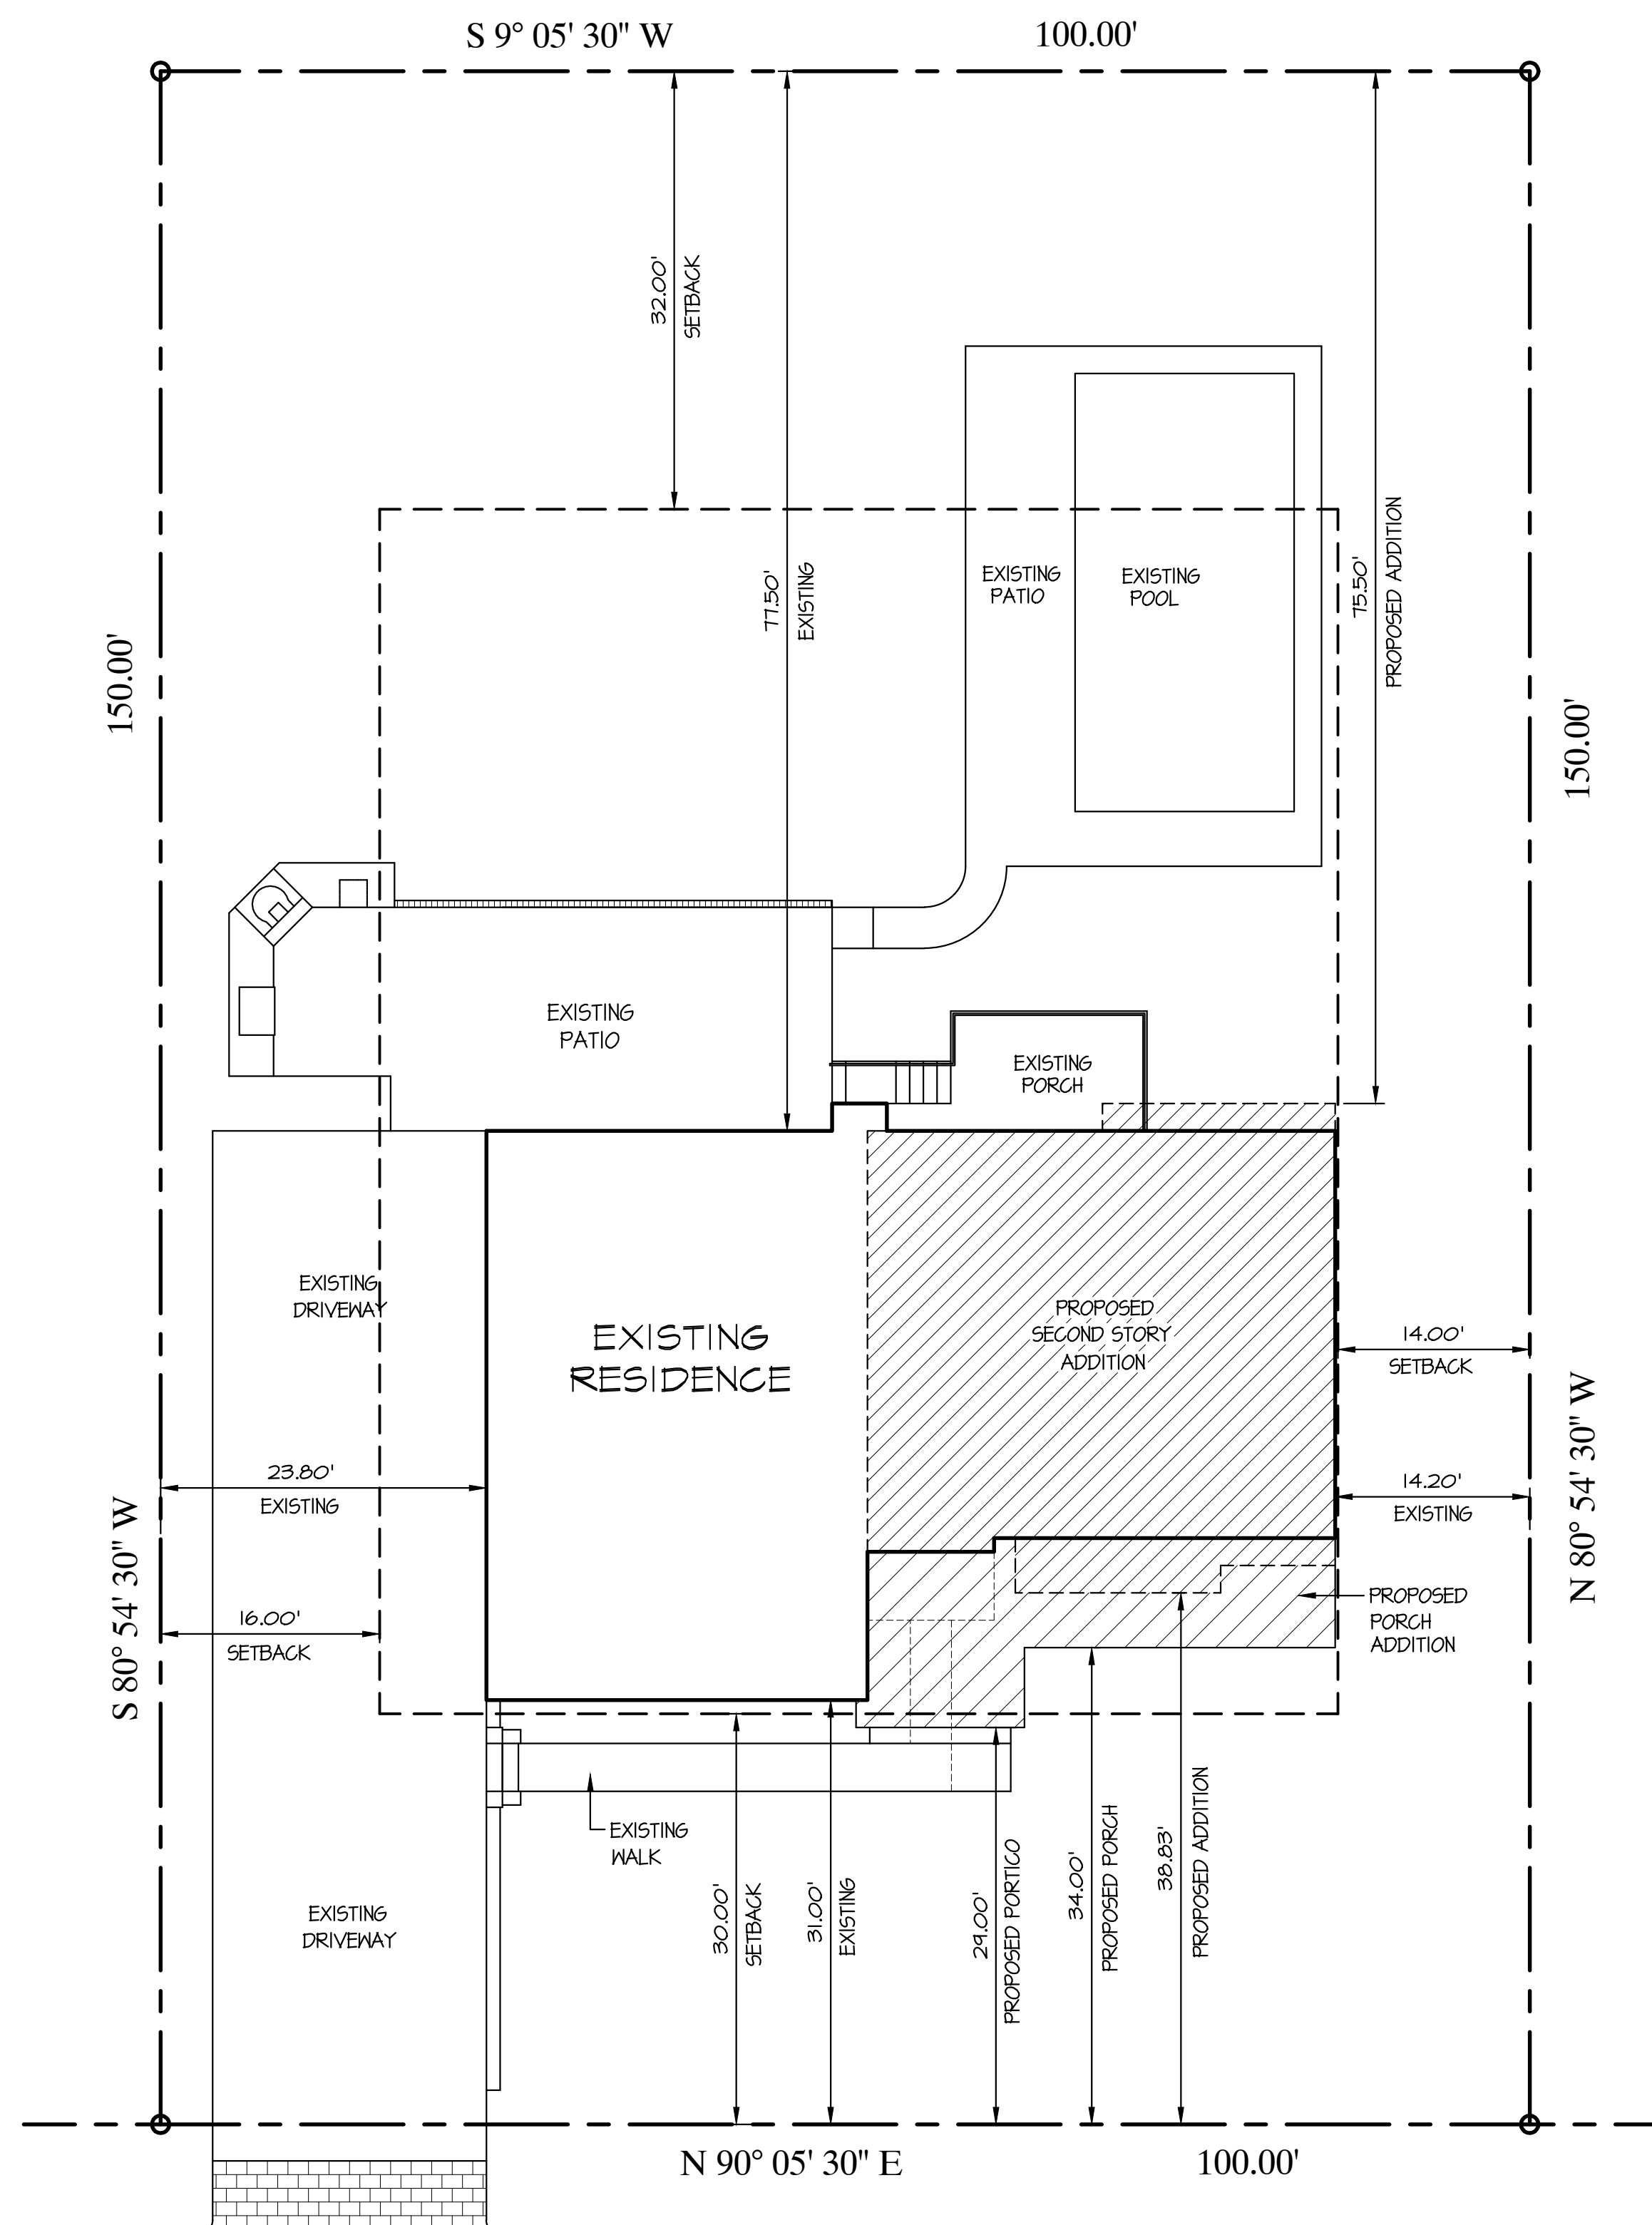 S 9° 05' 30" W
100.00'
32.00'
SETBACK
77.50'
EXISTING
75.50'
PROPOSED ADDITION
EXISTING
PATIO
EXISTING
POOL
150.00'
150.00'
EXISTING
PATIO
EXISTING
PORCH
EXISTING
DRIVEWAY
EXISTING
RESIDENCE
PROPOSED
SECOND STORY
ADDITION
14.00'
SETBACK
23.80'
EXISTING
14.20'
EXISTING
S 80° 54' 30" W
N 80° 54' 30" W
16.00'
SETBACK
PROPOSED
PORCH
ADDITION
EXISTING
WALK
EXISTING
DRIVEWAY
30.00'
SETBACK
31.00'
EXISTING
29.00'
PROPOSED PORTICO
34.00'
PROPOSED PORCH
38.83'
PROPOSED ADDITION
N 90° 05' 30" E
100.00'